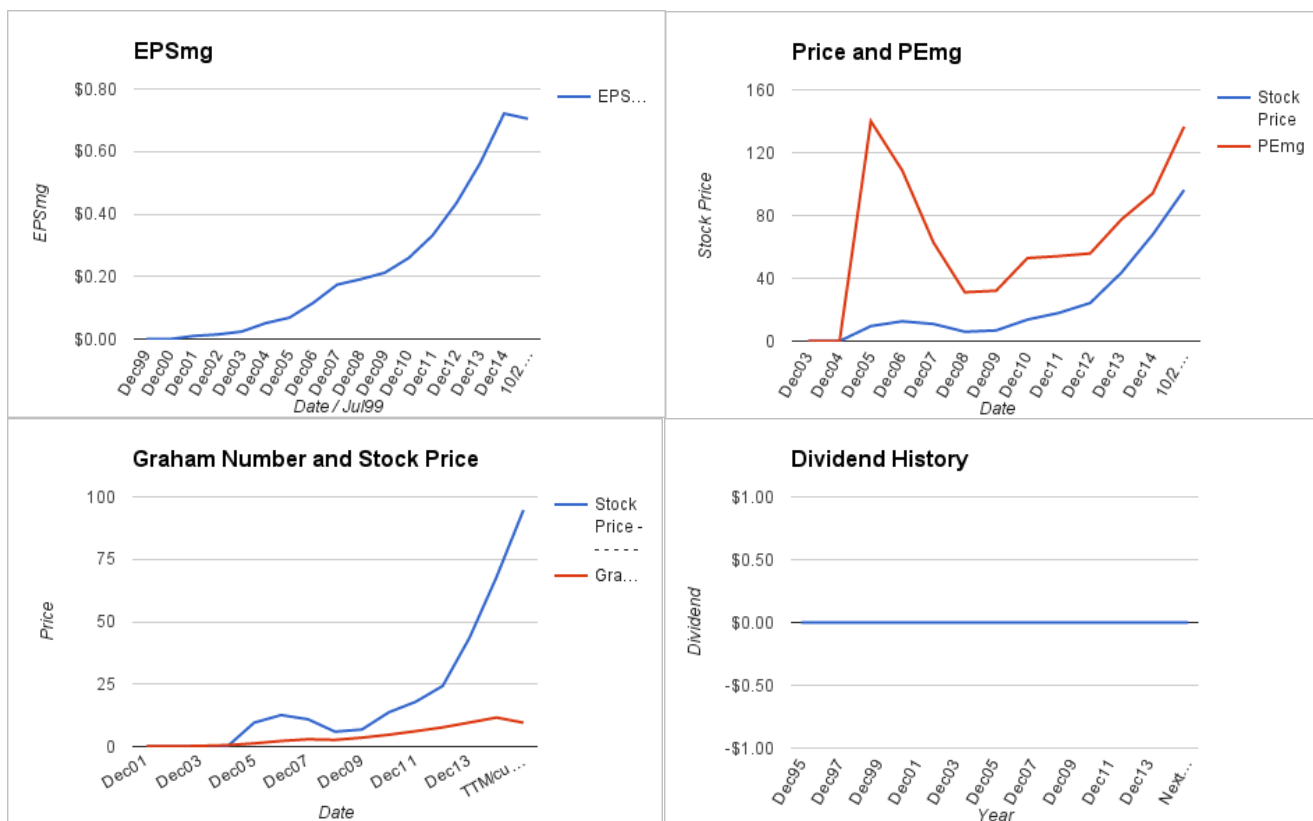 EPSmg
$0.80
$0.60
$0.40
$0.20
$0.00
EPSmg
EPS...
Dec99
Dec00
Dec01
Dec02
Dec03
Dec04
Dec05
Dec06
Dec07
Dec08
Dec09
Dec10
Dec11
Dec12
Dec13
Dec14
10/2...
Date / Jul99
Price and PEmg
160
120
80
40
0
Stock Price
Stock
Price
PEmg
Dec03
Dec04
Dec05
Dec06
Dec07
Dec08
Dec09
Dec10
Dec11
Dec12
Dec13
Dec14
10/2...
Date
Graham Number and Stock Price
100
75
50
25
0
Price
Stock
Price -
- - - - -
Gra...
Dec01
Dec03
Dec05
Dec07
Dec09
Dec11
Dec13
TTM/cu...
Date
Dividend History
$1.00
$0.50
$0.00
-$0.50
-$1.00
Dividend
Dec95
Dec97
Dec99
Dec01
Dec03
Dec05
Dec07
Dec09
Dec11
Dec13
Next...
Year